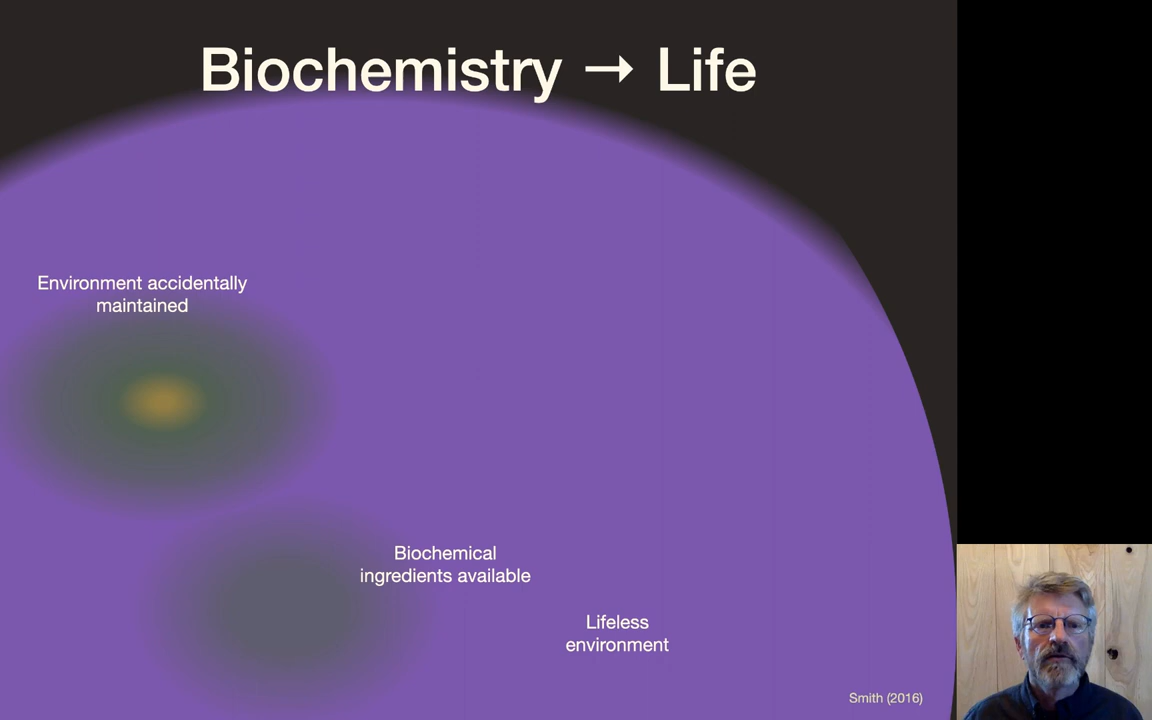 Biochemistry → Life
Environment accidentally
maintained
Biochemical
ingredients available
Lifeless
environment
Smith (2016)